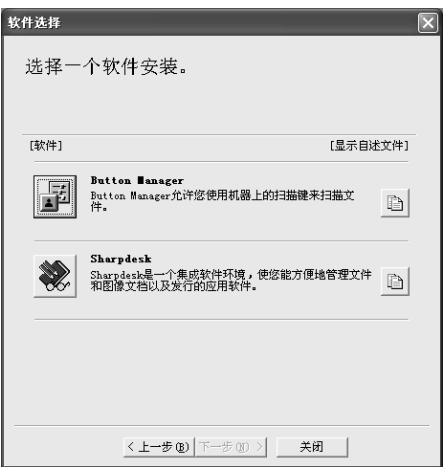 软件选择
选择一个软件安装。
[软件] [显示自述文件]
Button Manager
Button Manager允许您使用机器上的扫描键来扫描文
件。
Sharpdesk
Sharpdesk是一个集成软件环境，使您能方便地管理文件
和图像文档以及发行的应用软件。
< 上一步(B) 下一步(N) > 关闭